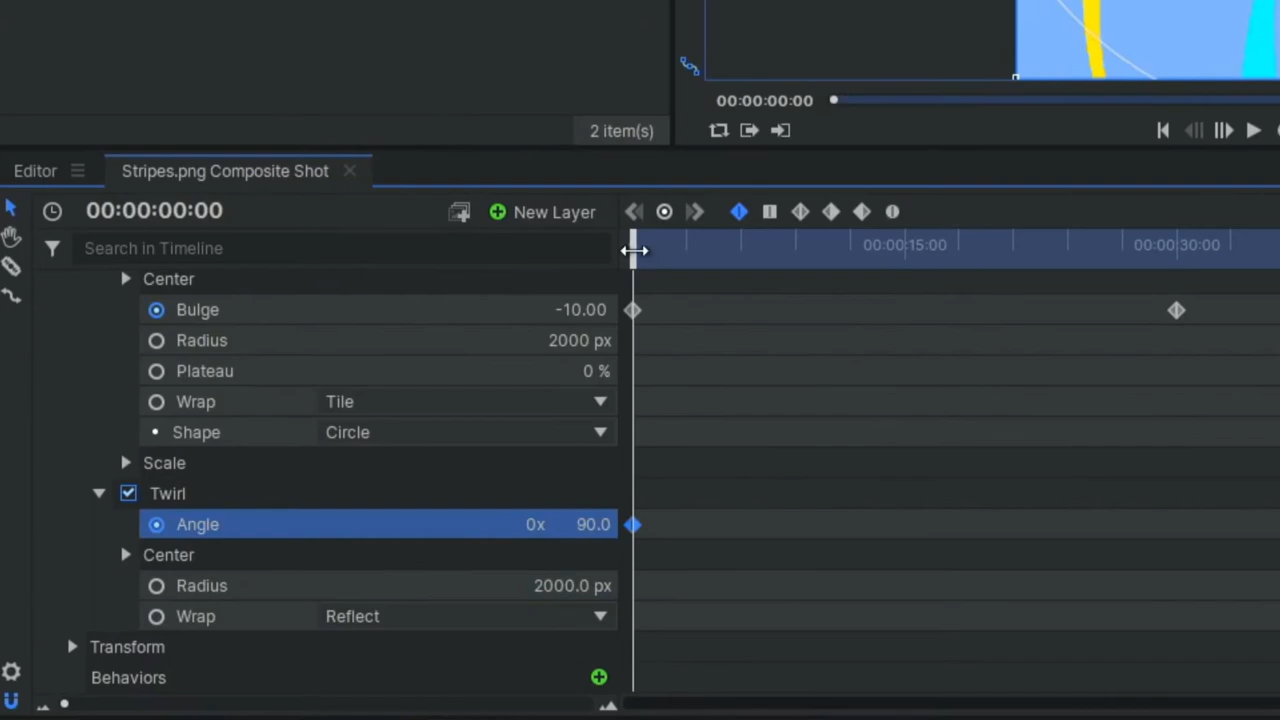 00:00:00:00
2 item(s)
Editor
Stripes.png Composite Shot
00:00:00:00
New Layer
Search in Timeline
00:00:15:00
00:00:30:00
Center
Bulge -10.00
Radius 2000 px
Plateau 0 %
Wrap Tile
Shape Circle
Scale
Twirl
Angle 0x 90.0
Center
Radius 2000.0 px
Wrap Reflect
Transform
Behaviors